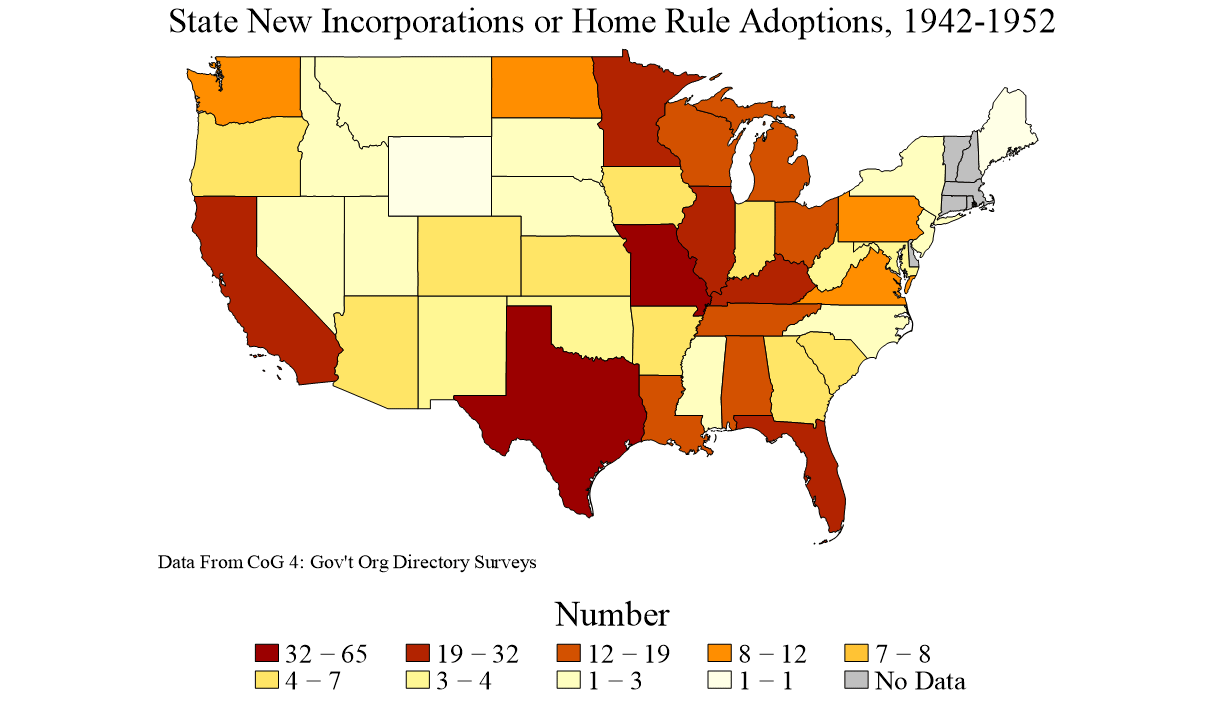 State New Incorporations or Home Rule Adoptions, 1942-1952
Data From CoG 4: Gov't Org Directory Surveys
Number
32 − 65 19 − 32 12 − 19 8 − 12 7 − 8
4 − 7 3 − 4 1 − 3 1 − 1 No Data